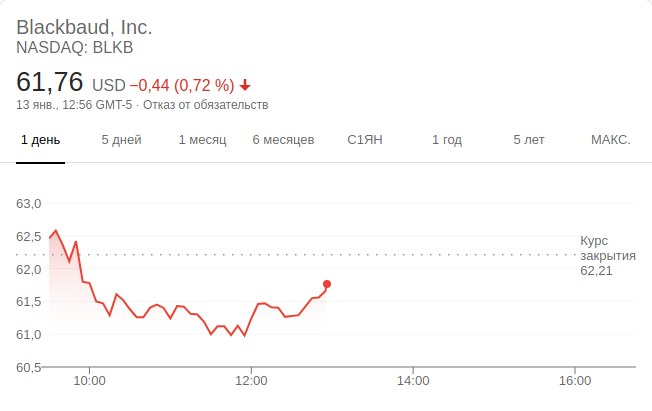 Blackbaud, Inc.
NASDAQ: BLKB
61,76 USD −0,44 (0,72 %)
13 янв., 12:56 GMT-5 · Отказ от обязательств
1 день 5 дней 1 месяц 6 месяцев С1ЯН 1 год 5 лет МАКС.
63,0
62,5
62,0
61,5
61,0
60,5
Курс
закрытия
62,21
10:00 12:00 14:00 16:00